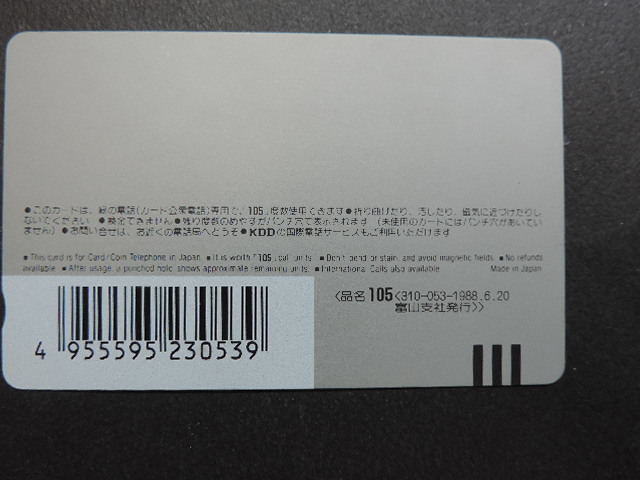 ●このカードは、緑の電話(カード公衆電話)専用で、105度数使用できます●折り曲げたり、汚したり、磁気に近づけたりし
ないでください ●換金できません●残り度数のめやすがパンチ穴で表示されます (未使用のカードにはパンチ穴があいてい
ません) ●お問い合せは、お近くの電話局へどうぞ ●KDDの国際電話サービスもご利用いただけます
■ This card is for Card/Coin Telephone in Japan ■ It is worth 105 call units. ■ Don't bend or stain, and avoid magnetic fields. ■ No refunds
available ■ After usage, a punched hole shows approximate remaining units. ■ International Calls also available Made in Japan
〈品名 105〈310-053-1988.6.20
富山支社発行〉〉
4 955595 230539